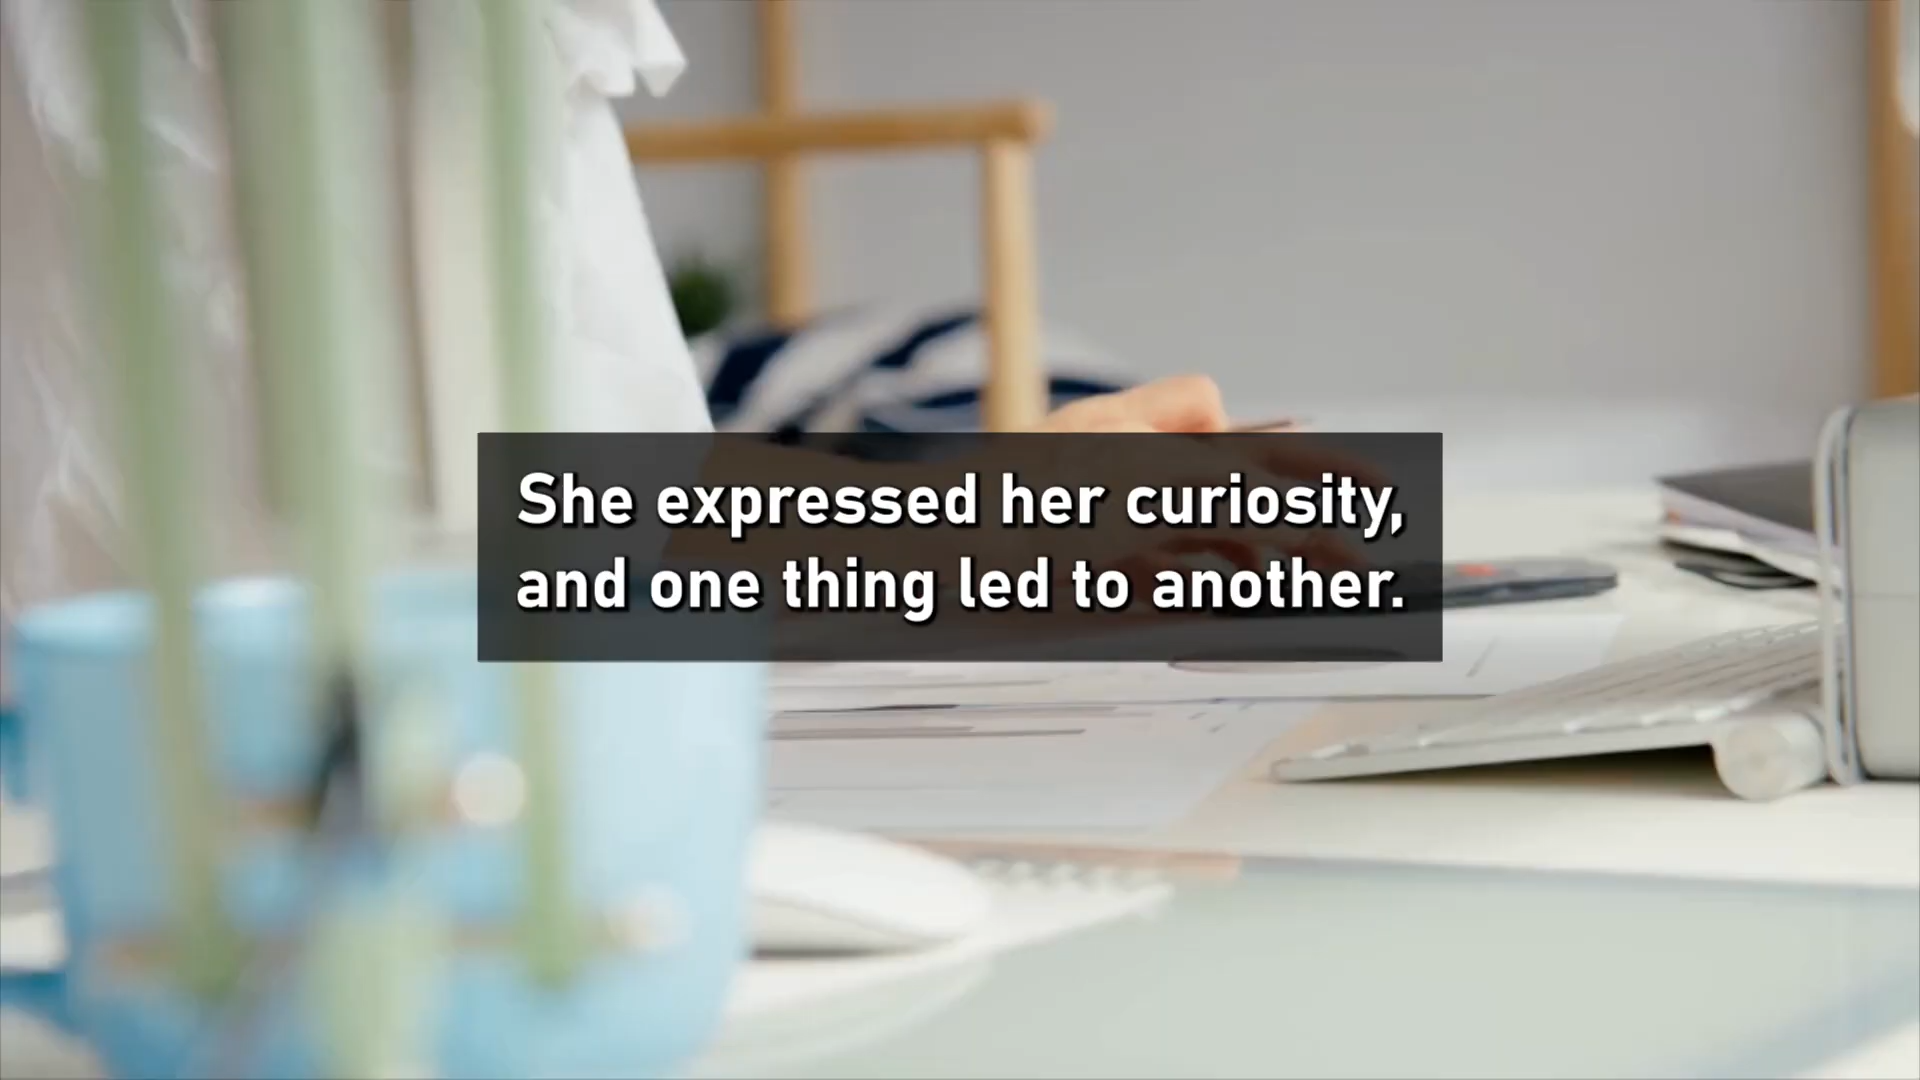 She expressed her curiosity,
and one thing led to another.